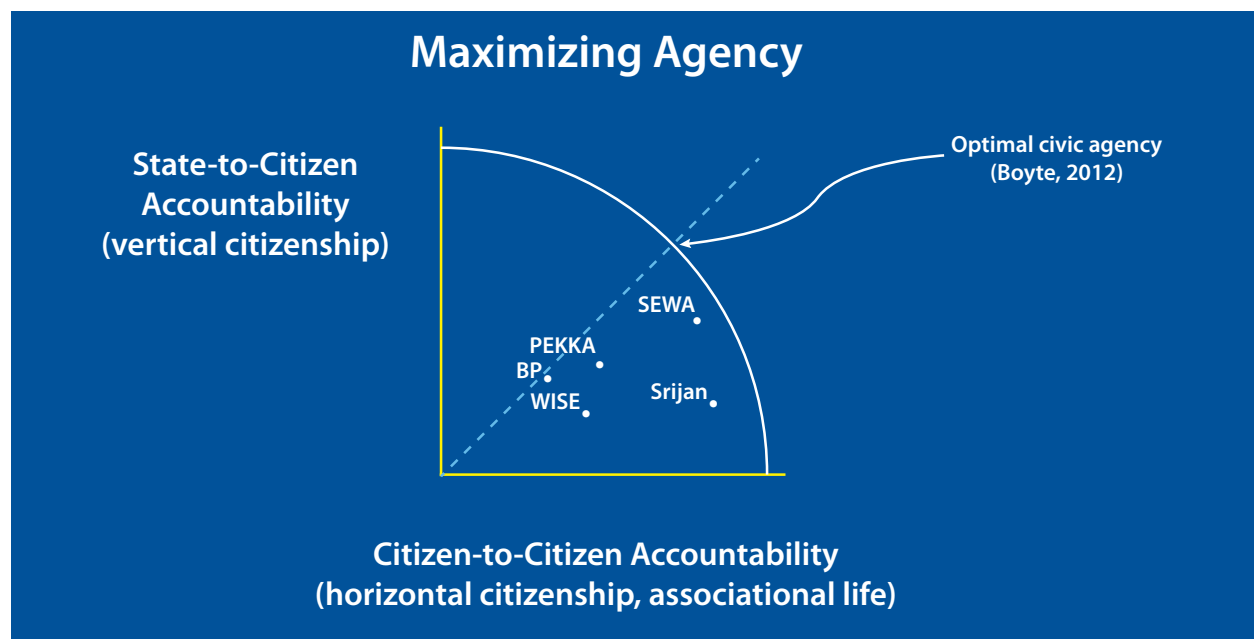 Maximizing Agency
State-to-Citizen
Accountability
(vertical citizenship)
Optimal civic agency
(Boyte, 2012)
SEWA
PEKKA
BP
WISE
Srijan
Citizen-to-Citizen Accountability
(horizontal citizenship, associational life)